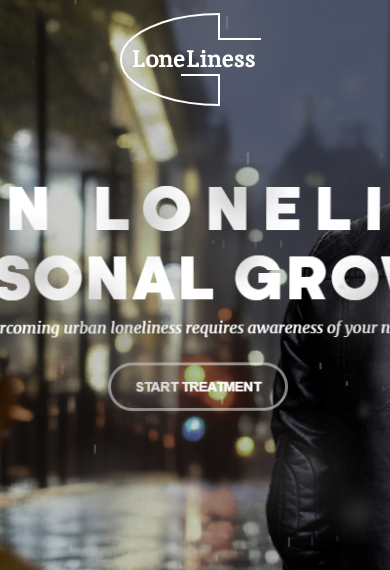 LoneLiness
N LONELI
SONAL GROW
rcoming urban loneliness requires awareness of your n
START TREATMENT